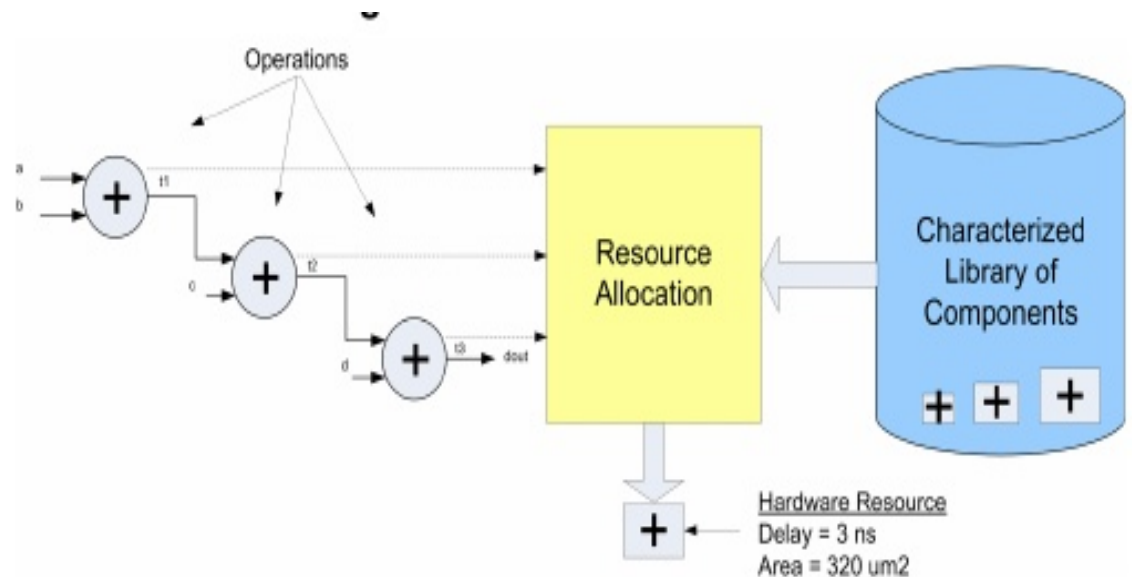 Operations
a
b
+
t1
c
+
t2
d
+
t3
dout
Resource
Allocation
Characterized
Library of
Components
+ + +
+
Hardware Resource
Delay = 3 ns
Area = 320 um2